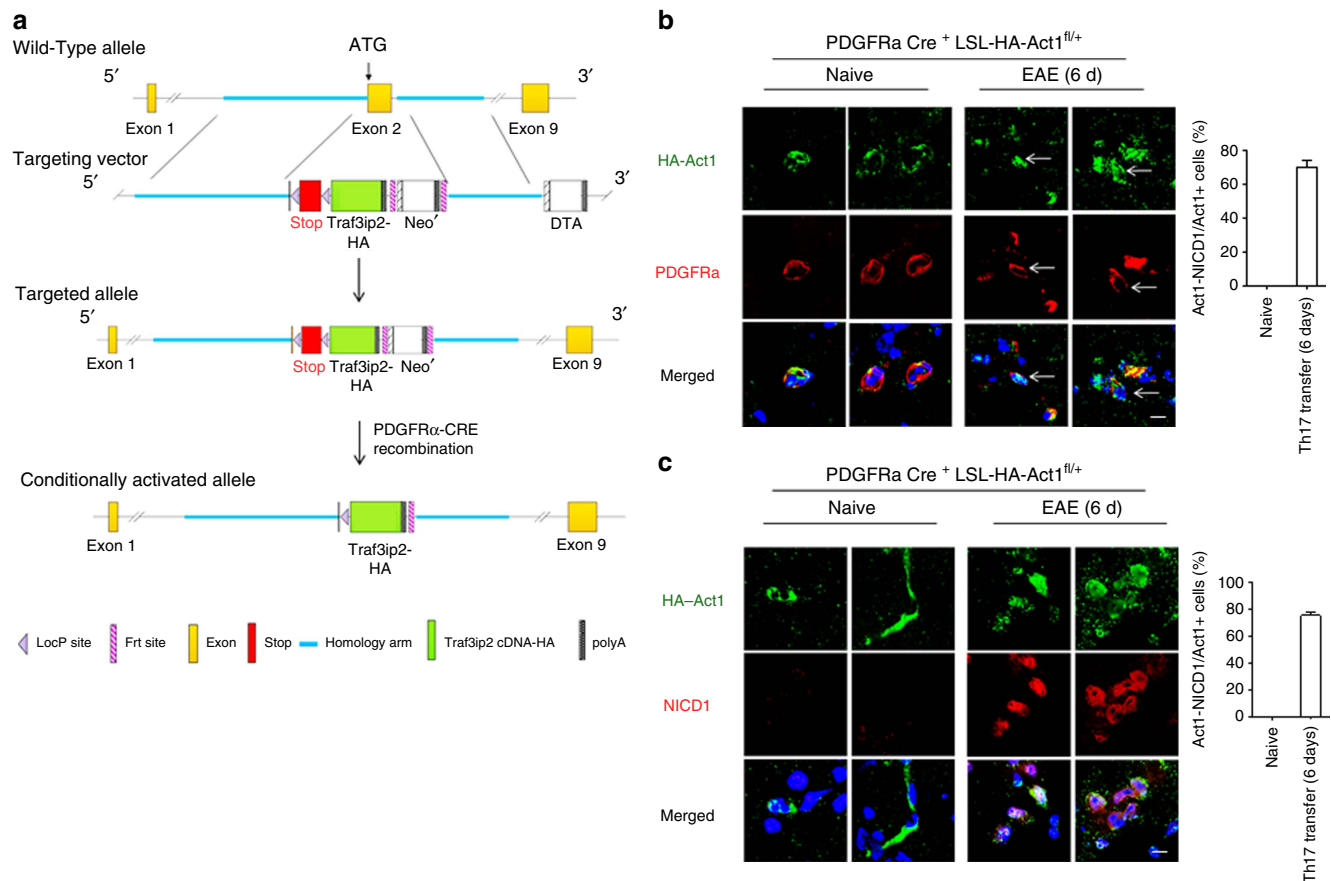 a
Wild-Type allele
ATG
5′
3′
Exon 1
Exon 2
Exon 9
Targeting vector
5′
3′
Stop
Traf3ip2-
HA
Neo′
DTA
Targeted allele
5′
3′
Exon 1
Stop
Traf3ip2-
HA
Neo′
Exon 9
PDGFRα-CRE
recombination
Conditionally activated allele
Exon 1
Traf3ip2-
HA
Exon 9
LocP site
Frt site
Exon
Stop
Homology arm
Traf3ip2 cDNA-HA
polyA
b
PDGFRa Cre + LSL-HA-Act1fl/+
Naive
EAE (6 d)
HA-Act1
PDGFRa
Merged
Act1-NICD1/Act1+ cells (%)
80
60
40
20
0
Naive
Th17 transfer (6 days)
c
PDGFRa Cre + LSL-HA-Act1fl/+
Naive
EAE (6 d)
HA–Act1
NICD1
Merged
Act1-NICD1/Act1+ cells (%)
100
80
60
40
20
0
Naive
Th17 transfer (6 days)